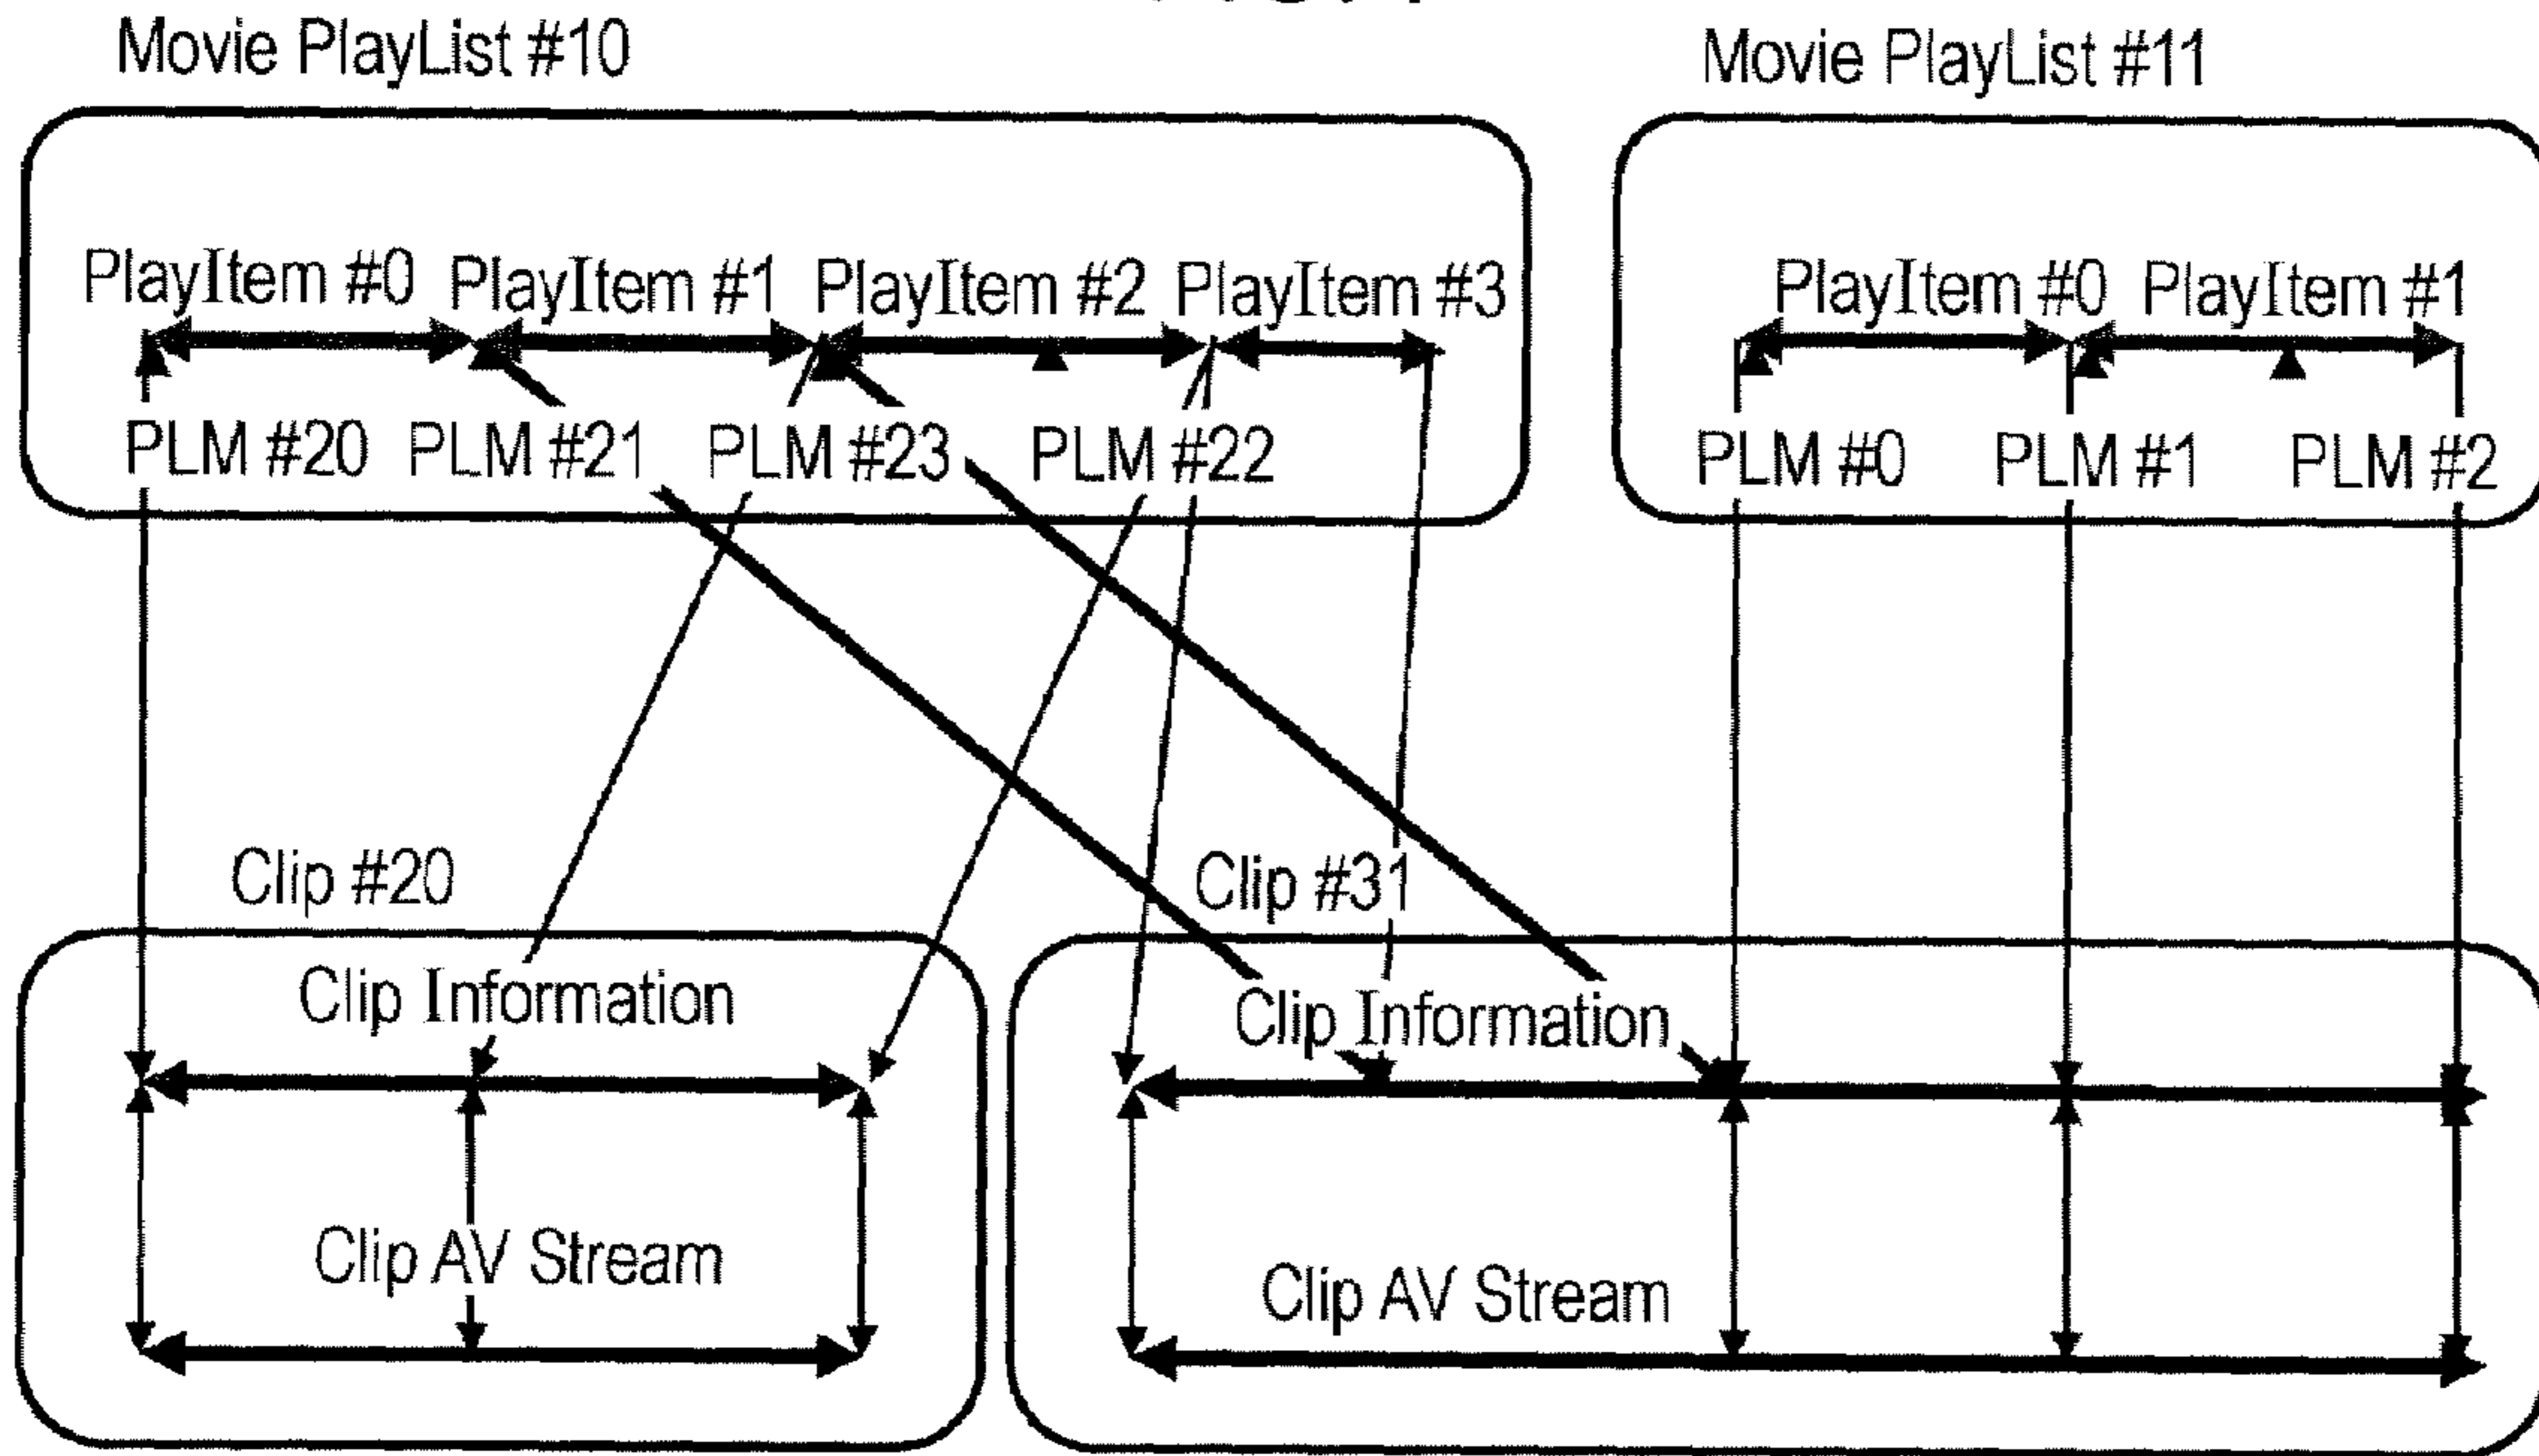 Movie PlayList #10
Movie PlayList #11
PlayItem #0 PlayItem #1 PlayItem #2 PlayItem #3
PlayItem #0 PlayItem #1
PLM #20 PLM #21 PLM #23 PLM #22
PLM #0 PLM #1 PLM #2
Clip #20
Clip #31
Clip Information
Clip Information
Clip AV Stream
Clip AV Stream